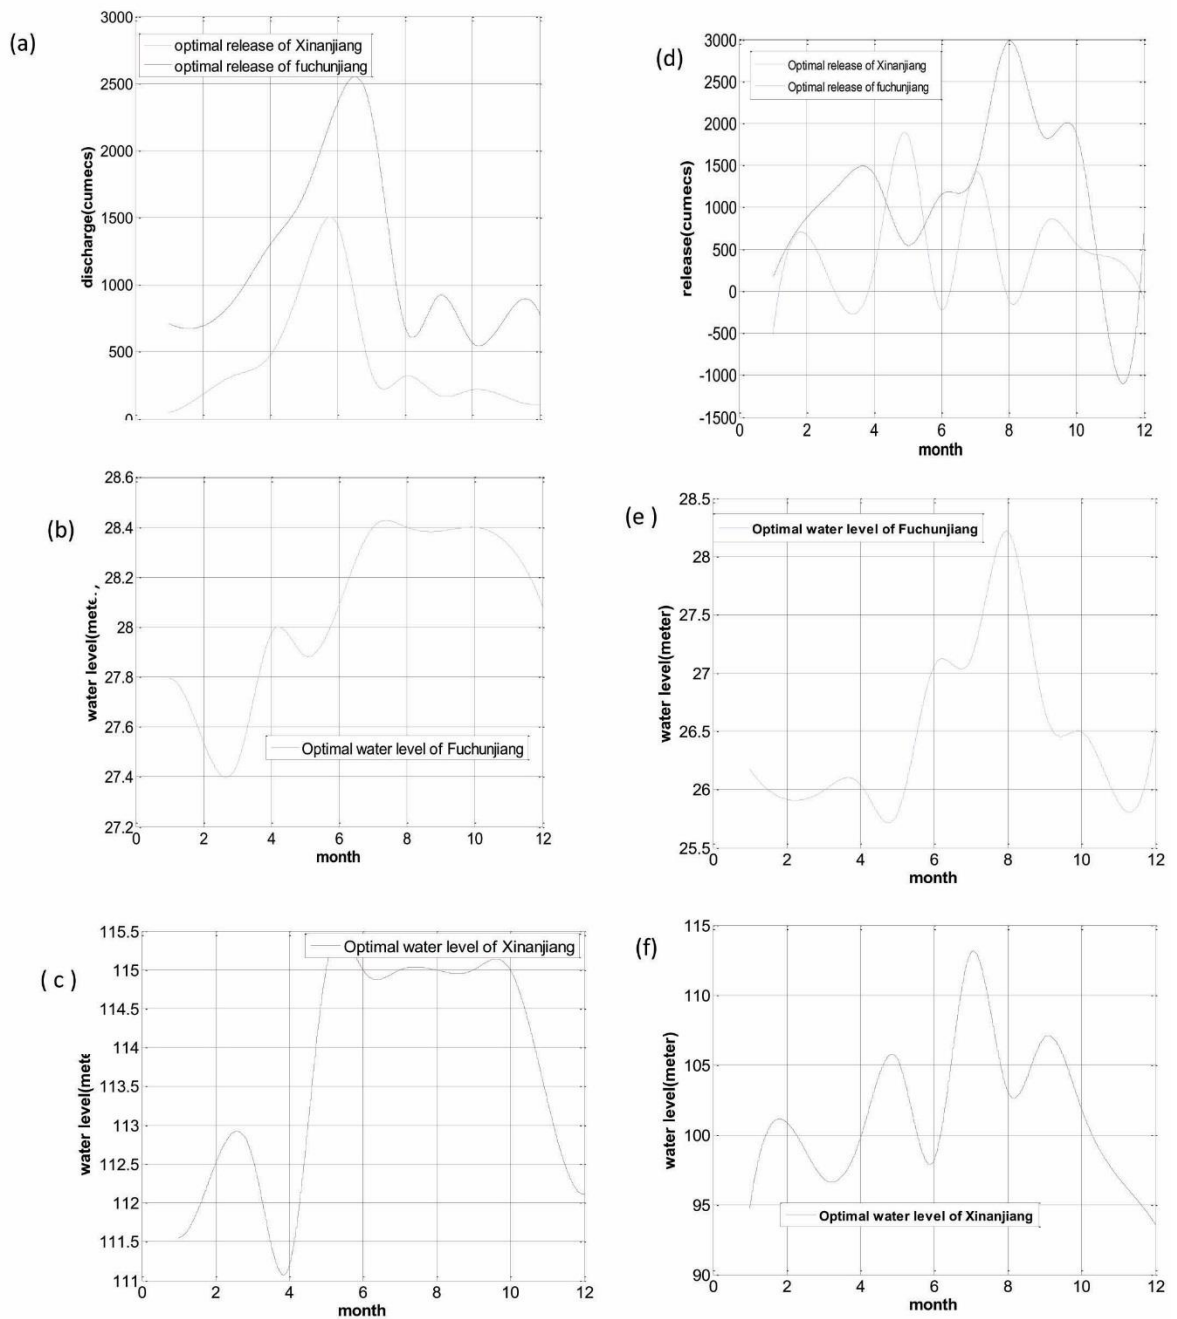 (a)
3000
2500
2000
1500
1000
500
0
discharge(cumecs)
optimal release of Xinanjiang
optimal release of fuchunjiang
(b)
28.6
28.4
28.2
28
27.8
27.6
27.4
27.2
water level(mete
Optimal water level of Fuchunjiang
0 2 4 6 8 10 12
month
( c )
115.5
115
114.5
114
113.5
113
112.5
112
111.5
111
water level(mete
Optimal water level of Xinanjiang
0 2 4 6 8 10 12
month
(d)
3000
2500
2000
1500
1000
500
0
-500
-1000
-1500
release(cumecs)
Optimal release of Xinanjiang
Optimal release of fuchunjiang
0 2 4 6 8 10 12
month
(e )
28.5
28
27.5
27
26.5
26
25.5
water level(meter)
Optimal water level of Fuchunjiang
0 2 4 6 8 10 12
month
(f)
115
110
105
100
95
90
water level(meter)
Optimal water level of Xinanjiang
0 2 4 6 8 10 12
month